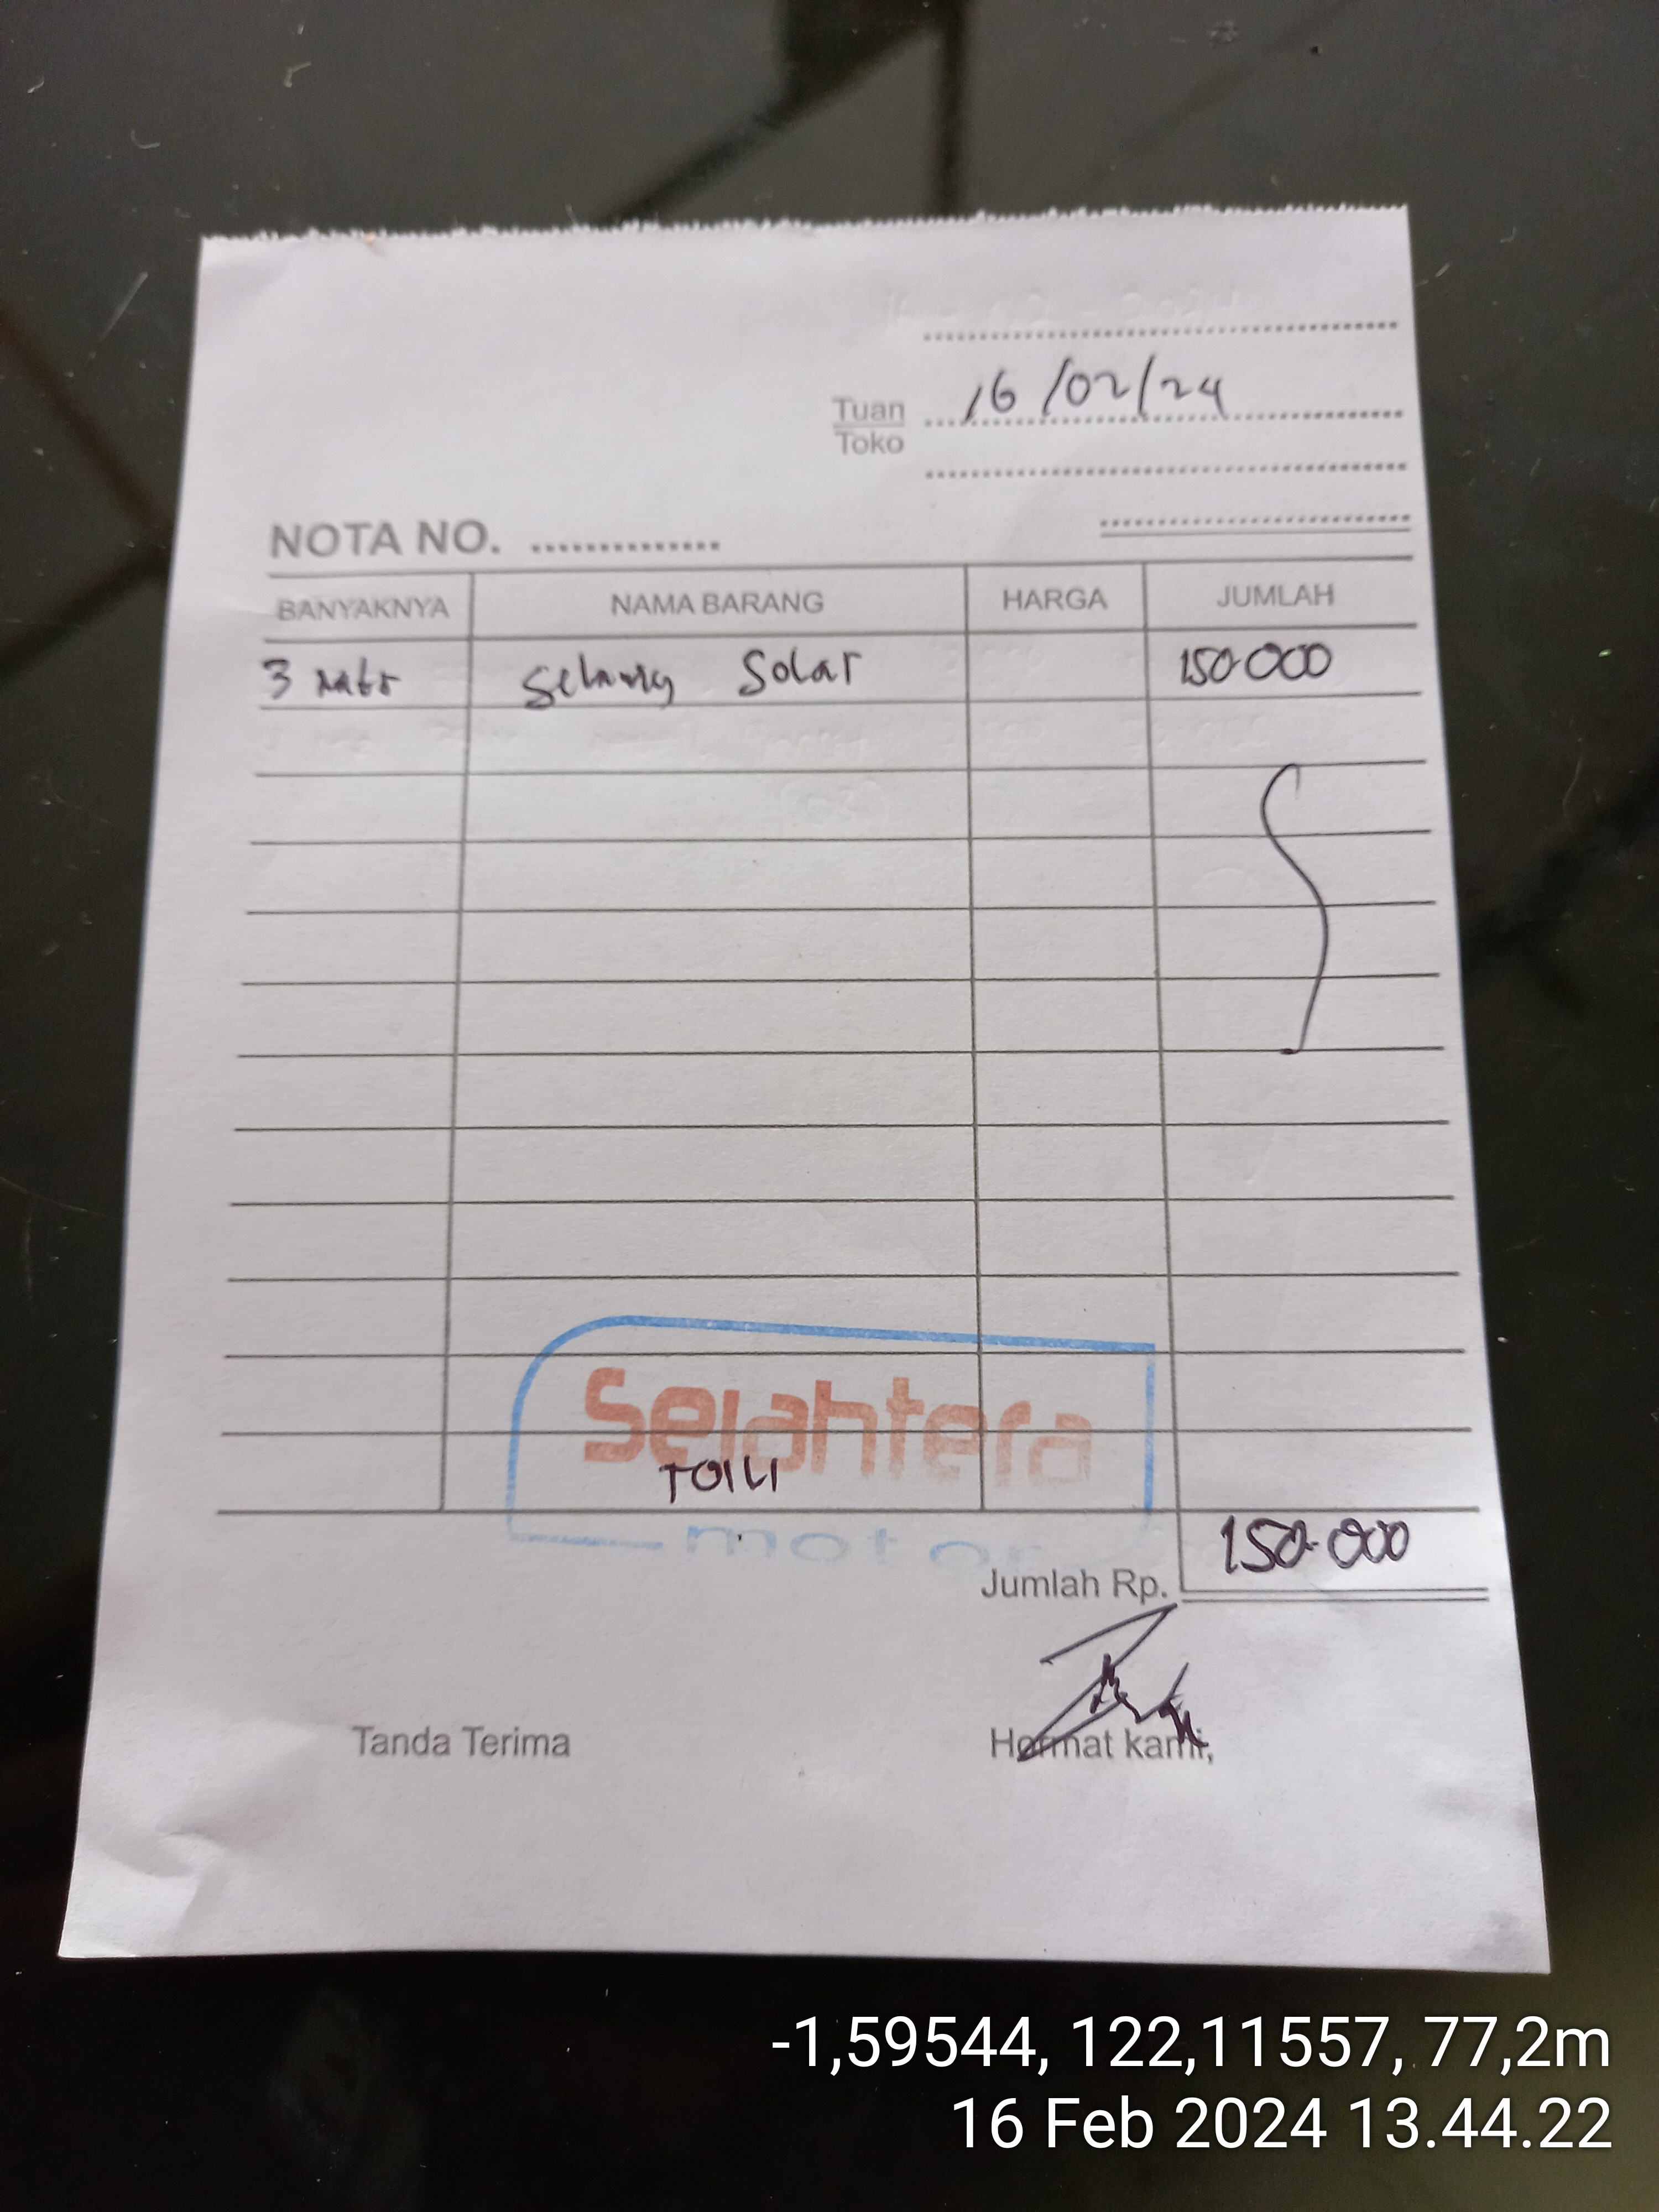 16/02/24
Tuan
Toko
NOTA NO. ..............
BANYAKNYA NAMA BARANG HARGA JUMLAH
3 Selang Solar 150.000
Selahtera
TOILI
motor
150.000
Jumlah Rp.
Tanda Terima Hormat kami,
-1,59544, 122,11557, 77,2m
16 Feb 2024 13.44.22